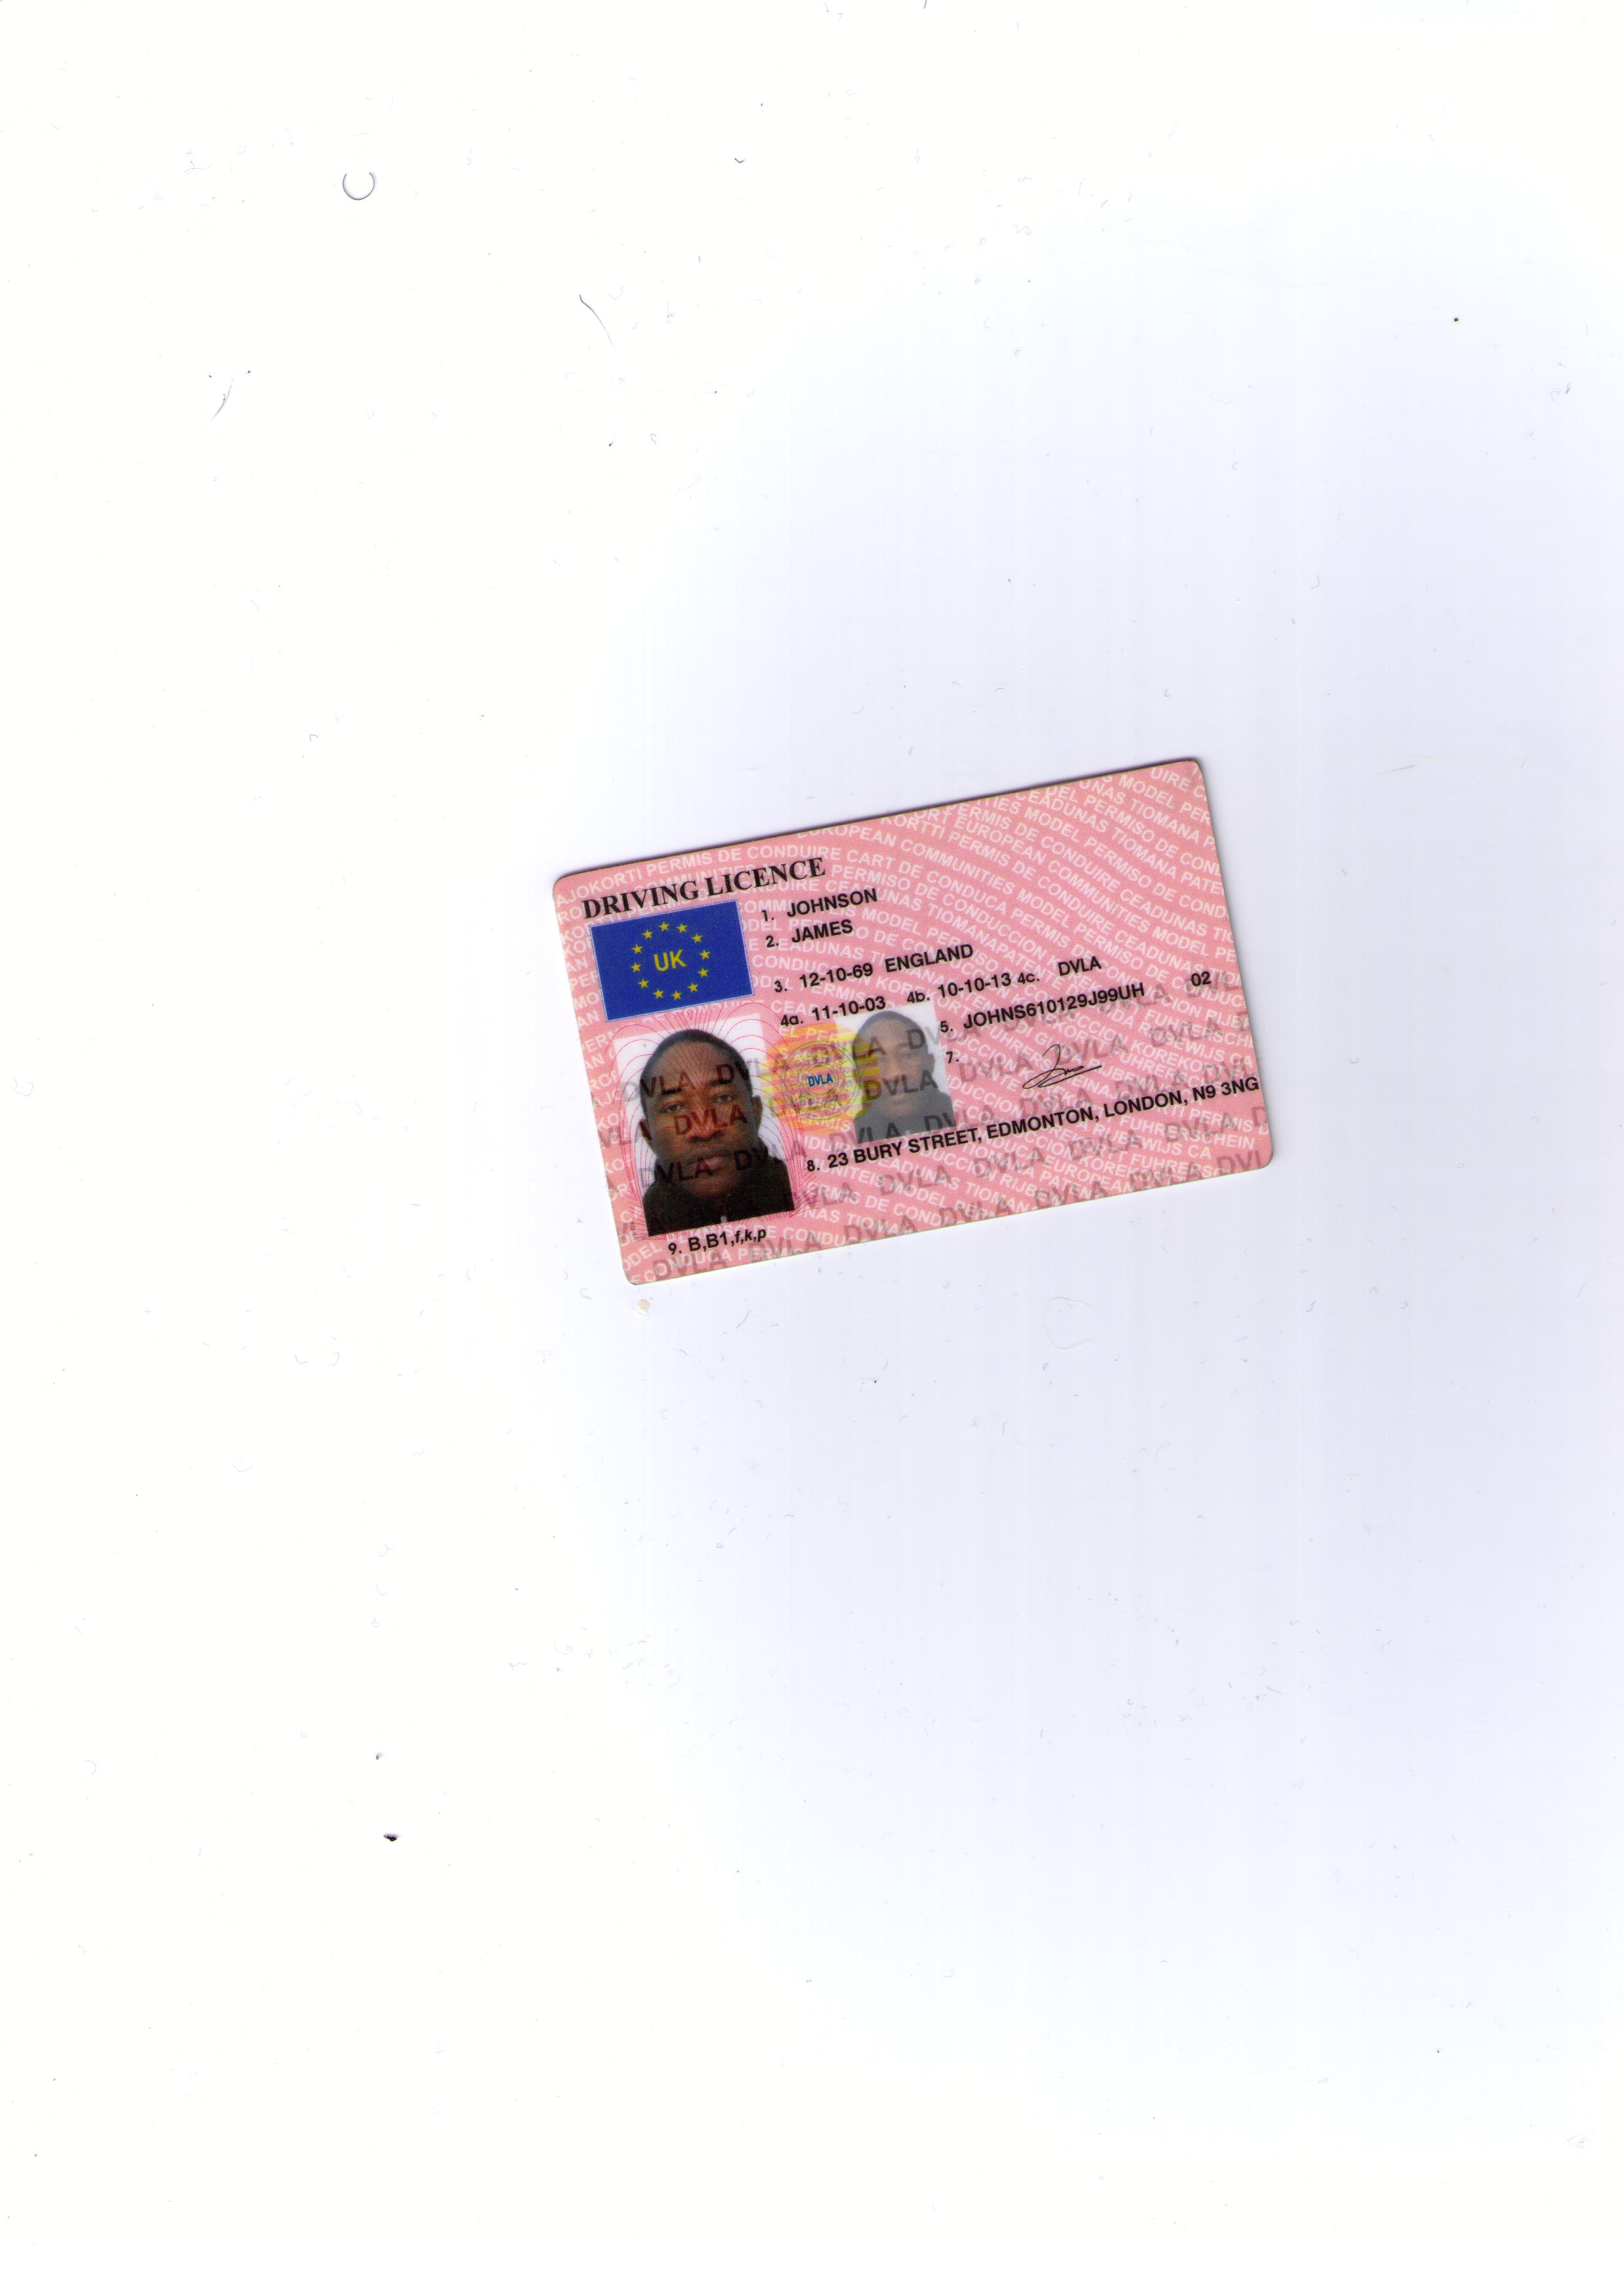 DRIVING LICENCE
UK
1. JOHNSON
2. JAMES
3. 12-10-69 ENGLAND
4a. 11-10-03 4b. 10-10-13 4c. DVLA
5. JOHNS610129J99UH 02
7.
8. 23 BURY STREET, EDMONTON, LONDON, N9 3NG
9. B,B1,f,k,p
DVLA